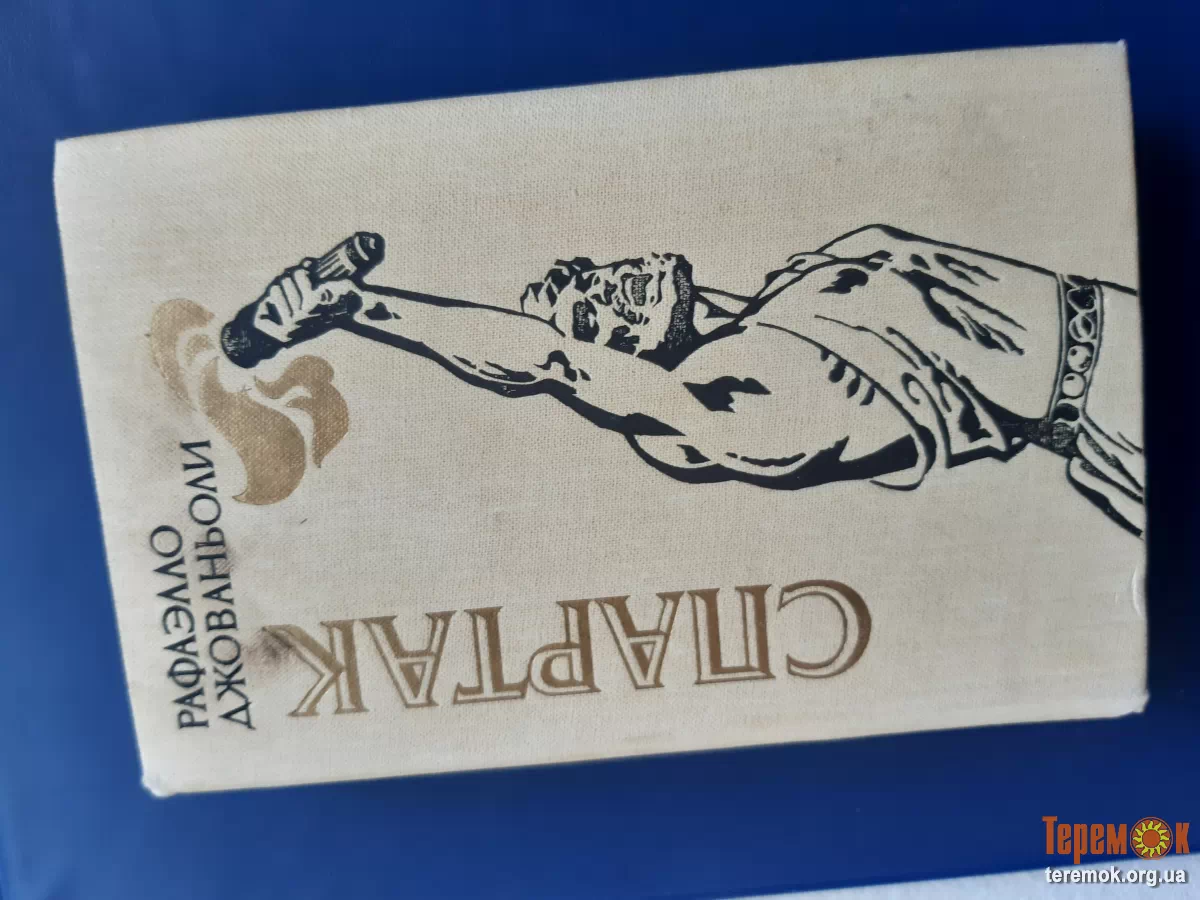 РАФАЭЛЛО
ДЖОВАНЬОЛИ
СПАРТАК
ТеремОк
teremok.org.ua